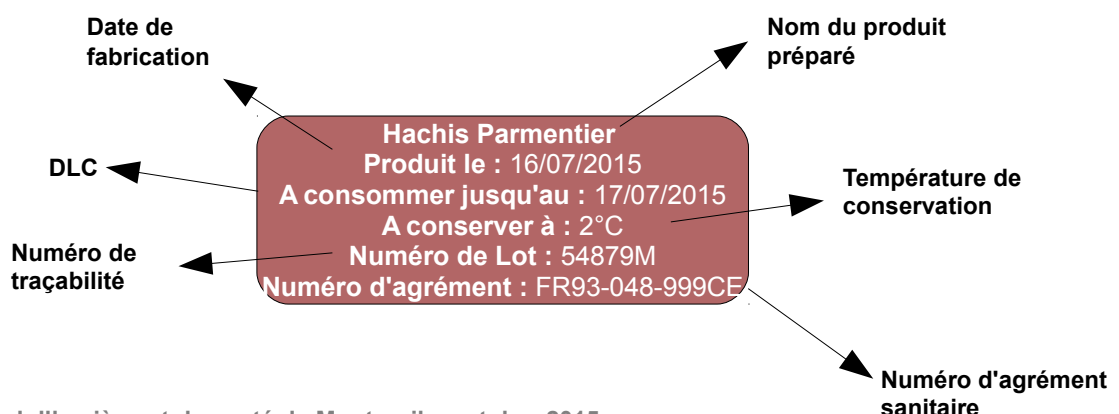 Date de
fabrication
Nom du produit
préparé
DLC
Hachis Parmentier
Produit le : 16/07/2015
A consommer jusqu'au : 17/07/2015
A conserver à : 2°C
Numéro de Lot : 54879M
Numéro d'agrément : FR93-048-999CE
Température de
conservation
Numéro de
traçabilité
Numéro d'agrément
sanitaire
2015